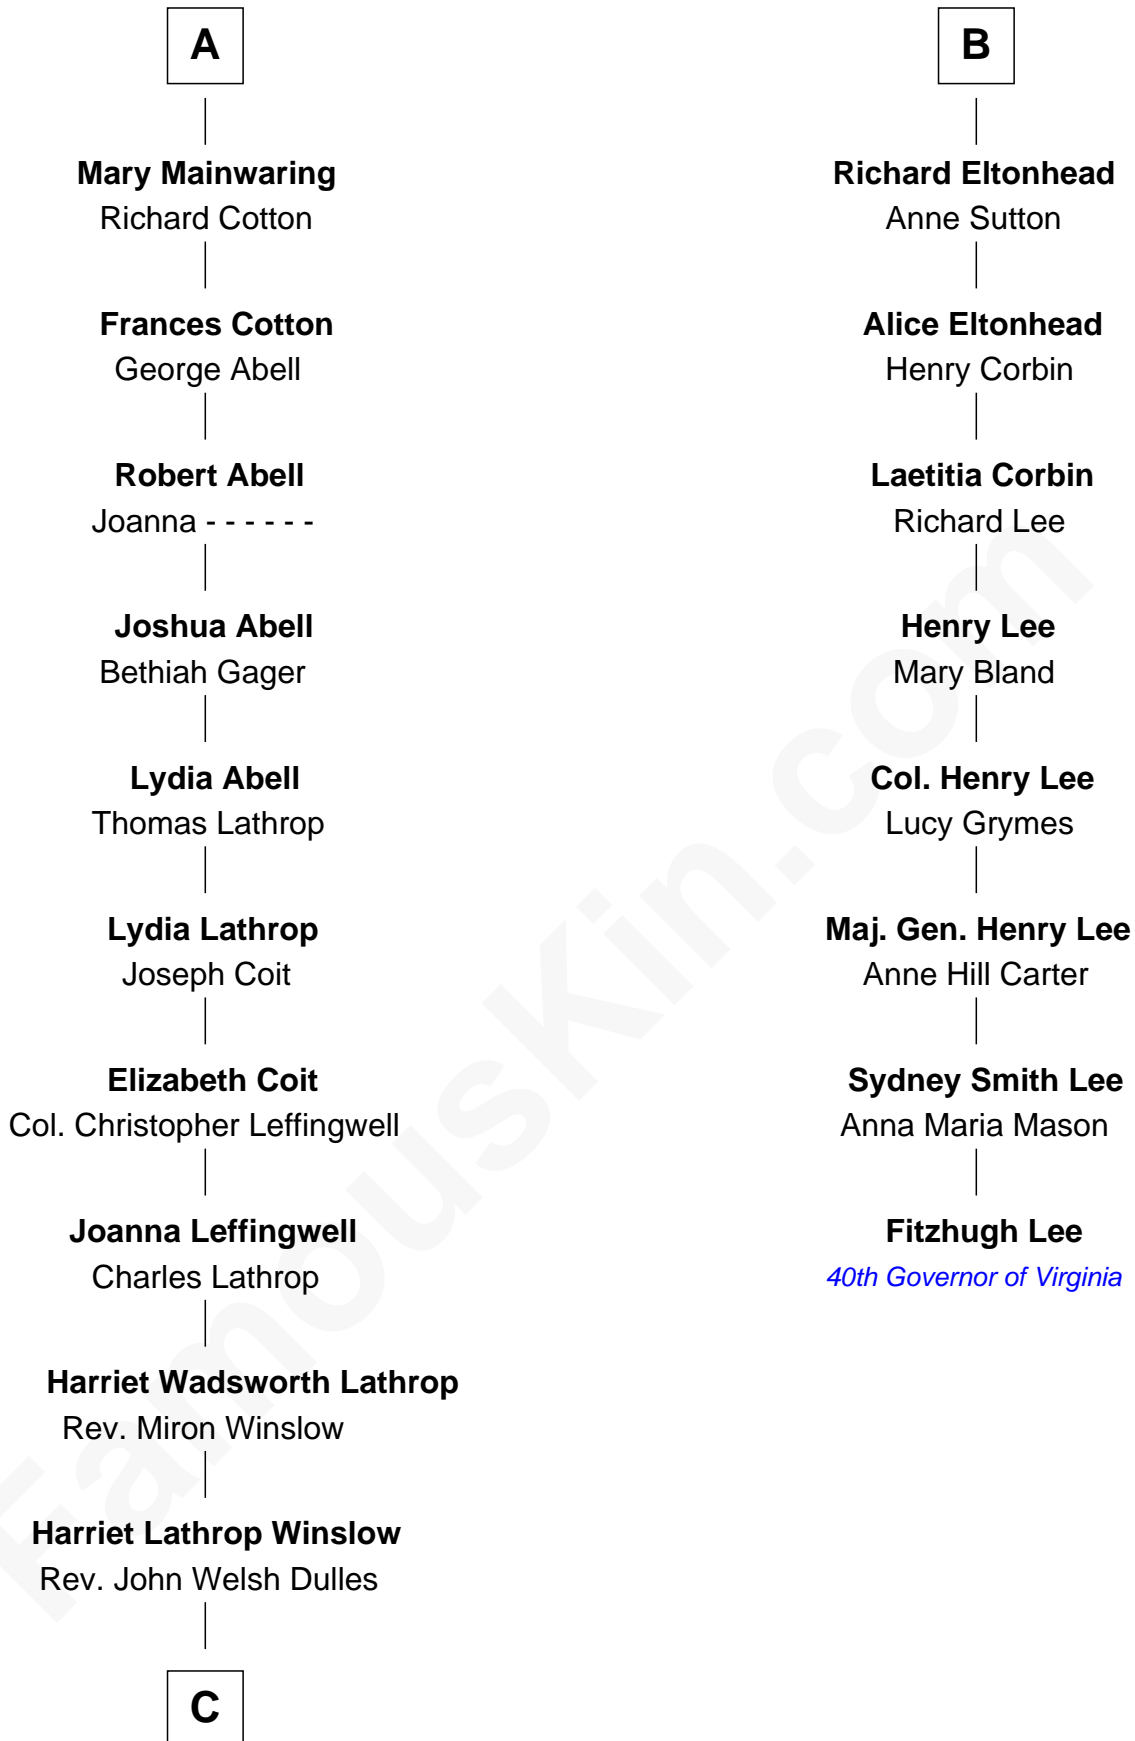 A
Mary Mainwaring
Richard Cotton
Frances Cotton
George Abell
Robert Abell
Joanna - - - - - -
Joshua Abell
Bethiah Gager
Lydia Abell
Thomas Lathrop
Lydia Lathrop
Joseph Coit
Elizabeth Coit
Col. Christopher Leffingwell
Joanna Leffingwell
Charles Lathrop
Harriet Wadsworth Lathrop
Rev. Miron Winslow
Harriet Lathrop Winslow
Rev. John Welsh Dulles
C
B
Richard Eltonhead
Anne Sutton
Alice Eltonhead
Henry Corbin
Laetitia Corbin
Richard Lee
Henry Lee
Mary Bland
Col. Henry Lee
Lucy Grymes
Maj. Gen. Henry Lee
Anne Hill Carter
Sydney Smith Lee
Anna Maria Mason
Fitzhugh Lee
40th Governor of Virginia
FamousKin.com